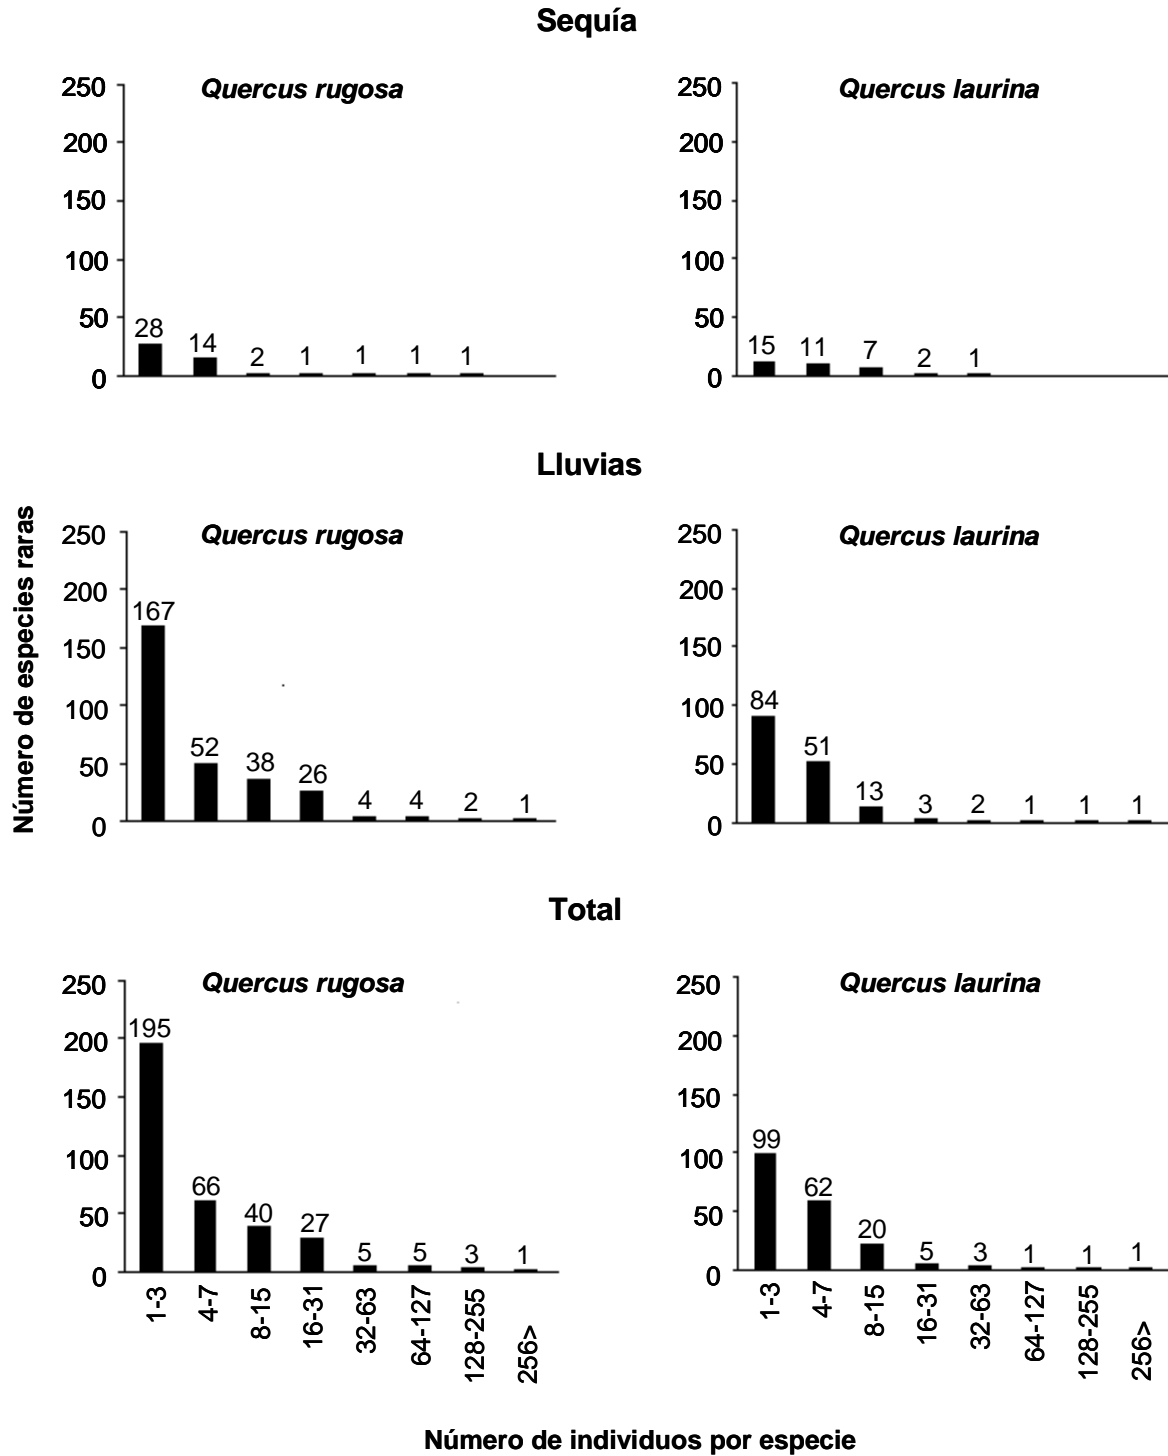 Sequía
Quercus rugosa
250
200
150
100
50
0
28 14 2 1 1 1 1
Quercus laurina
250
200
150
100
50
0
15 11 7 2 1
Lluvias
Número de especies raras
Quercus rugosa
250
200
150
100
50
0
167 52 38 26 4 4 2 1
Quercus laurina
250
200
150
100
50
0
84 51 13 3 2 1 1 1
Total
Quercus rugosa
250
200
150
100
50
0
195 66 40 27 5 5 3 1
1-3 4-7 8-15 16-31 32-63 64-127 128-255 256>
Quercus laurina
250
200
150
100
50
0
99 62 20 5 3 1 1 1
1-3 4-7 8-15 16-31 32-63 64-127 128-255 256>
Número de individuos por especie